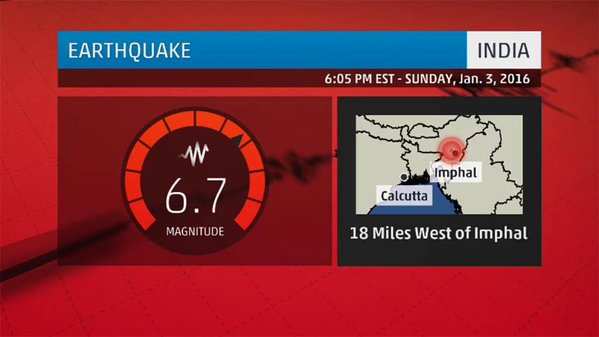 EARTHQUAKE
INDIA
6:05 PM EST - SUNDAY, Jan. 3, 2016
6.7
MAGNITUDE
Imphal
Calcutta
18 Miles West of Imphal